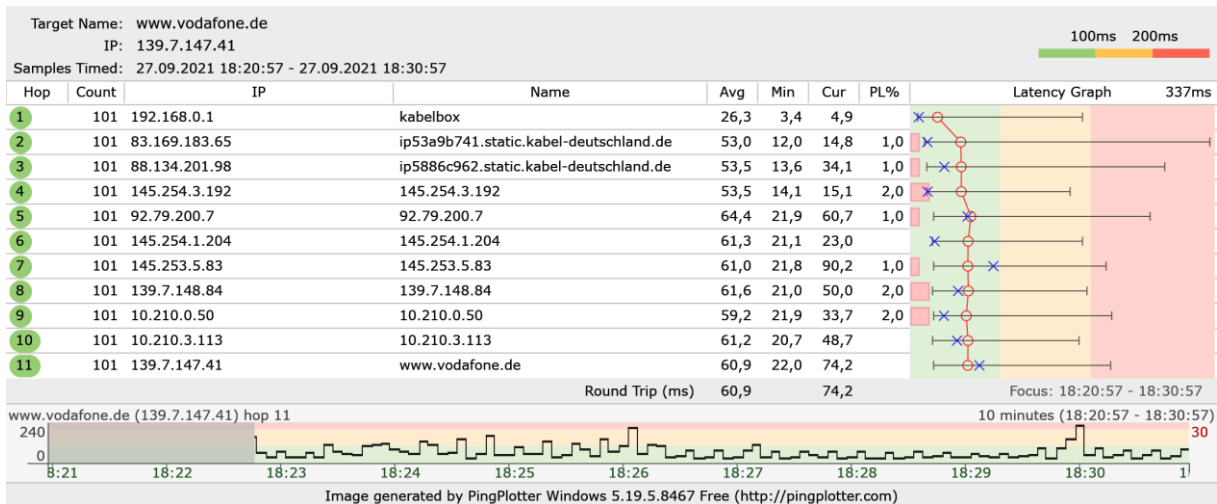 Target Name: www.vodafone.de
IP: 139.7.147.41
100ms 200ms
Samples Timed: 27.09.2021 18:20:57 - 27.09.2021 18:30:57
Hop Count IP Name Avg Min Cur PL% Latency Graph 337ms
1 101 192.168.0.1 kabelbox 26,3 3,4 4,9
2 101 83.169.183.65 ip53a9b741.static.kabel-deutschland.de 53,0 12,0 14,8 1,0
3 101 88.134.201.98 ip5886c962.static.kabel-deutschland.de 53,5 13,6 34,1 1,0
4 101 145.254.3.192 145.254.3.192 53,5 14,1 15,1 2,0
5 101 92.79.200.7 92.79.200.7 64,4 21,9 60,7 1,0
6 101 145.254.1.204 145.254.1.204 61,3 21,1 23,0
7 101 145.253.5.83 145.253.5.83 61,0 21,8 90,2 1,0
8 101 139.7.148.84 139.7.148.84 61,6 21,0 50,0 2,0
9 101 10.210.0.50 10.210.0.50 59,2 21,9 33,7 2,0
10 101 10.210.3.113 10.210.3.113 61,2 20,7 48,7
11 101 139.7.147.41 www.vodafone.de 60,9 22,0 74,2
Round Trip (ms) 60,9 74,2 Focus: 18:20:57 - 18:30:57
www.vodafone.de (139.7.147.41) hop 11 10 minutes (18:20:57 - 18:30:57)
240 30
0
8:21 18:22 18:23 18:24 18:25 18:26 18:27 18:28 18:29 18:30 1
Image generated by PingPlotter Windows 5.19.5.8467 Free (http://pingplotter.com)